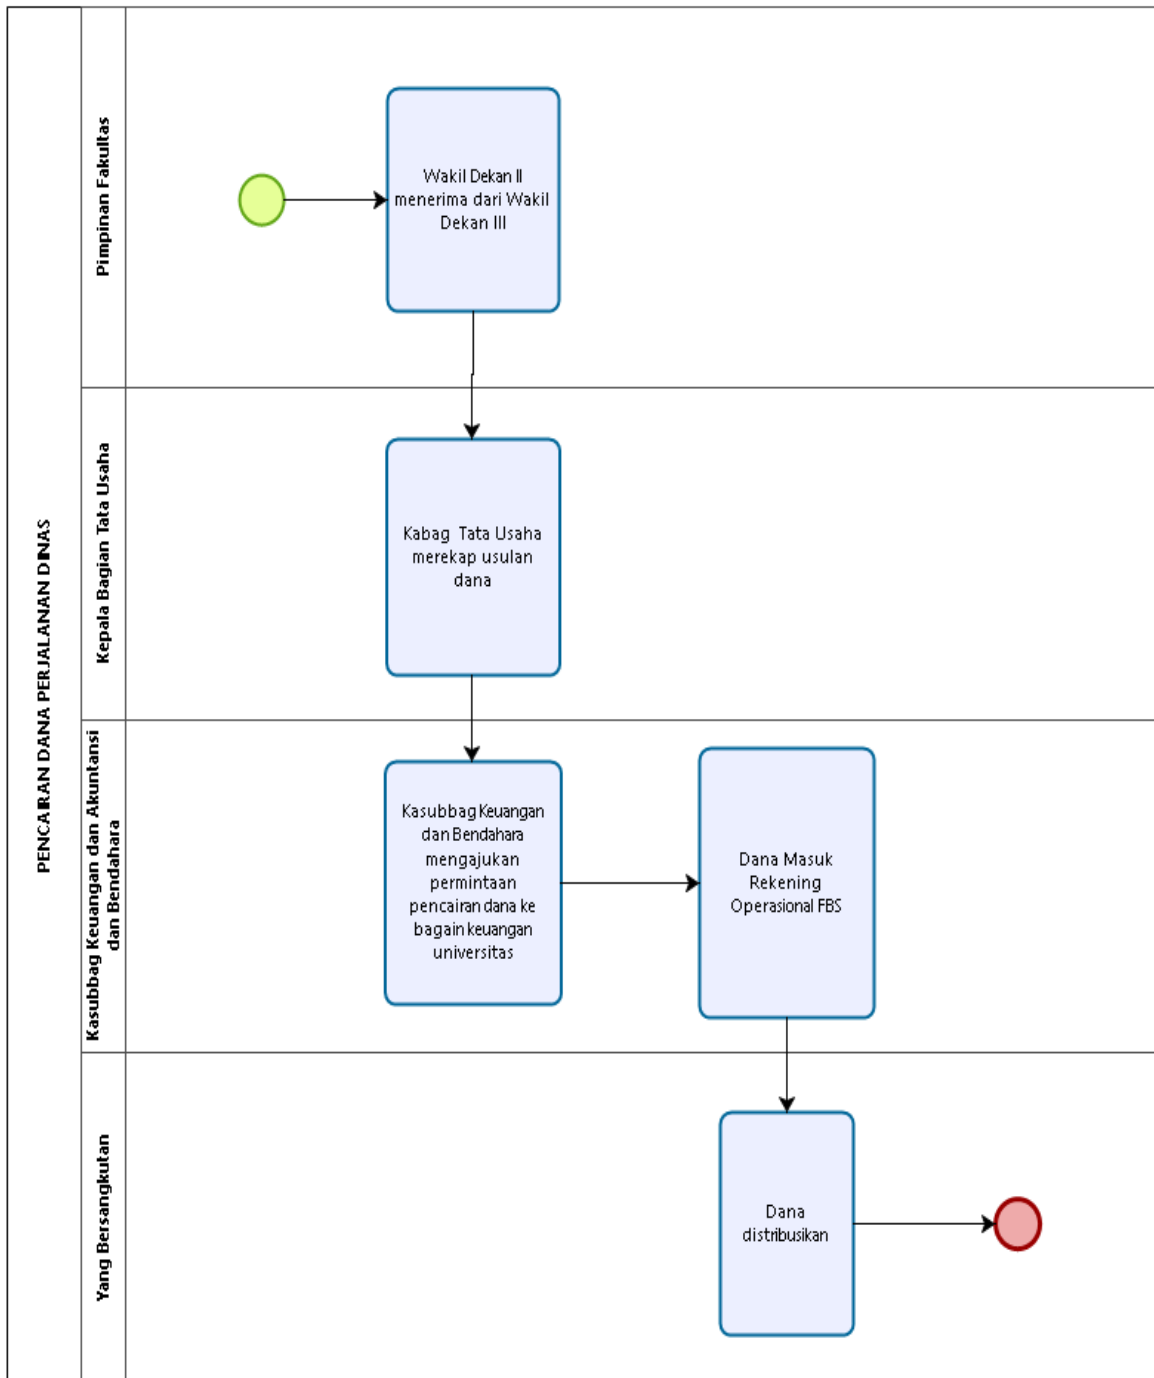 PENCAIRAN DANA PERJALANAN DINAS
Pimpinan Fakultas
Wakil Dekan II
menerima dari Wakil
Dekan III
Kepala Bagian Tata Usaha
Kabag Tata Usaha
merekap usulan
dana
Kasubbag Keuangan dan Akuntansi
dan Bendahara
Kasubbag Keuangan
dan Bendahara
mengajukan
permintaan
pencairan dana ke
bagain keuangan
universitas
Dana Masuk
Rekening
Operasional FBS
Yang Bersangkutan
Dana
distribusikan